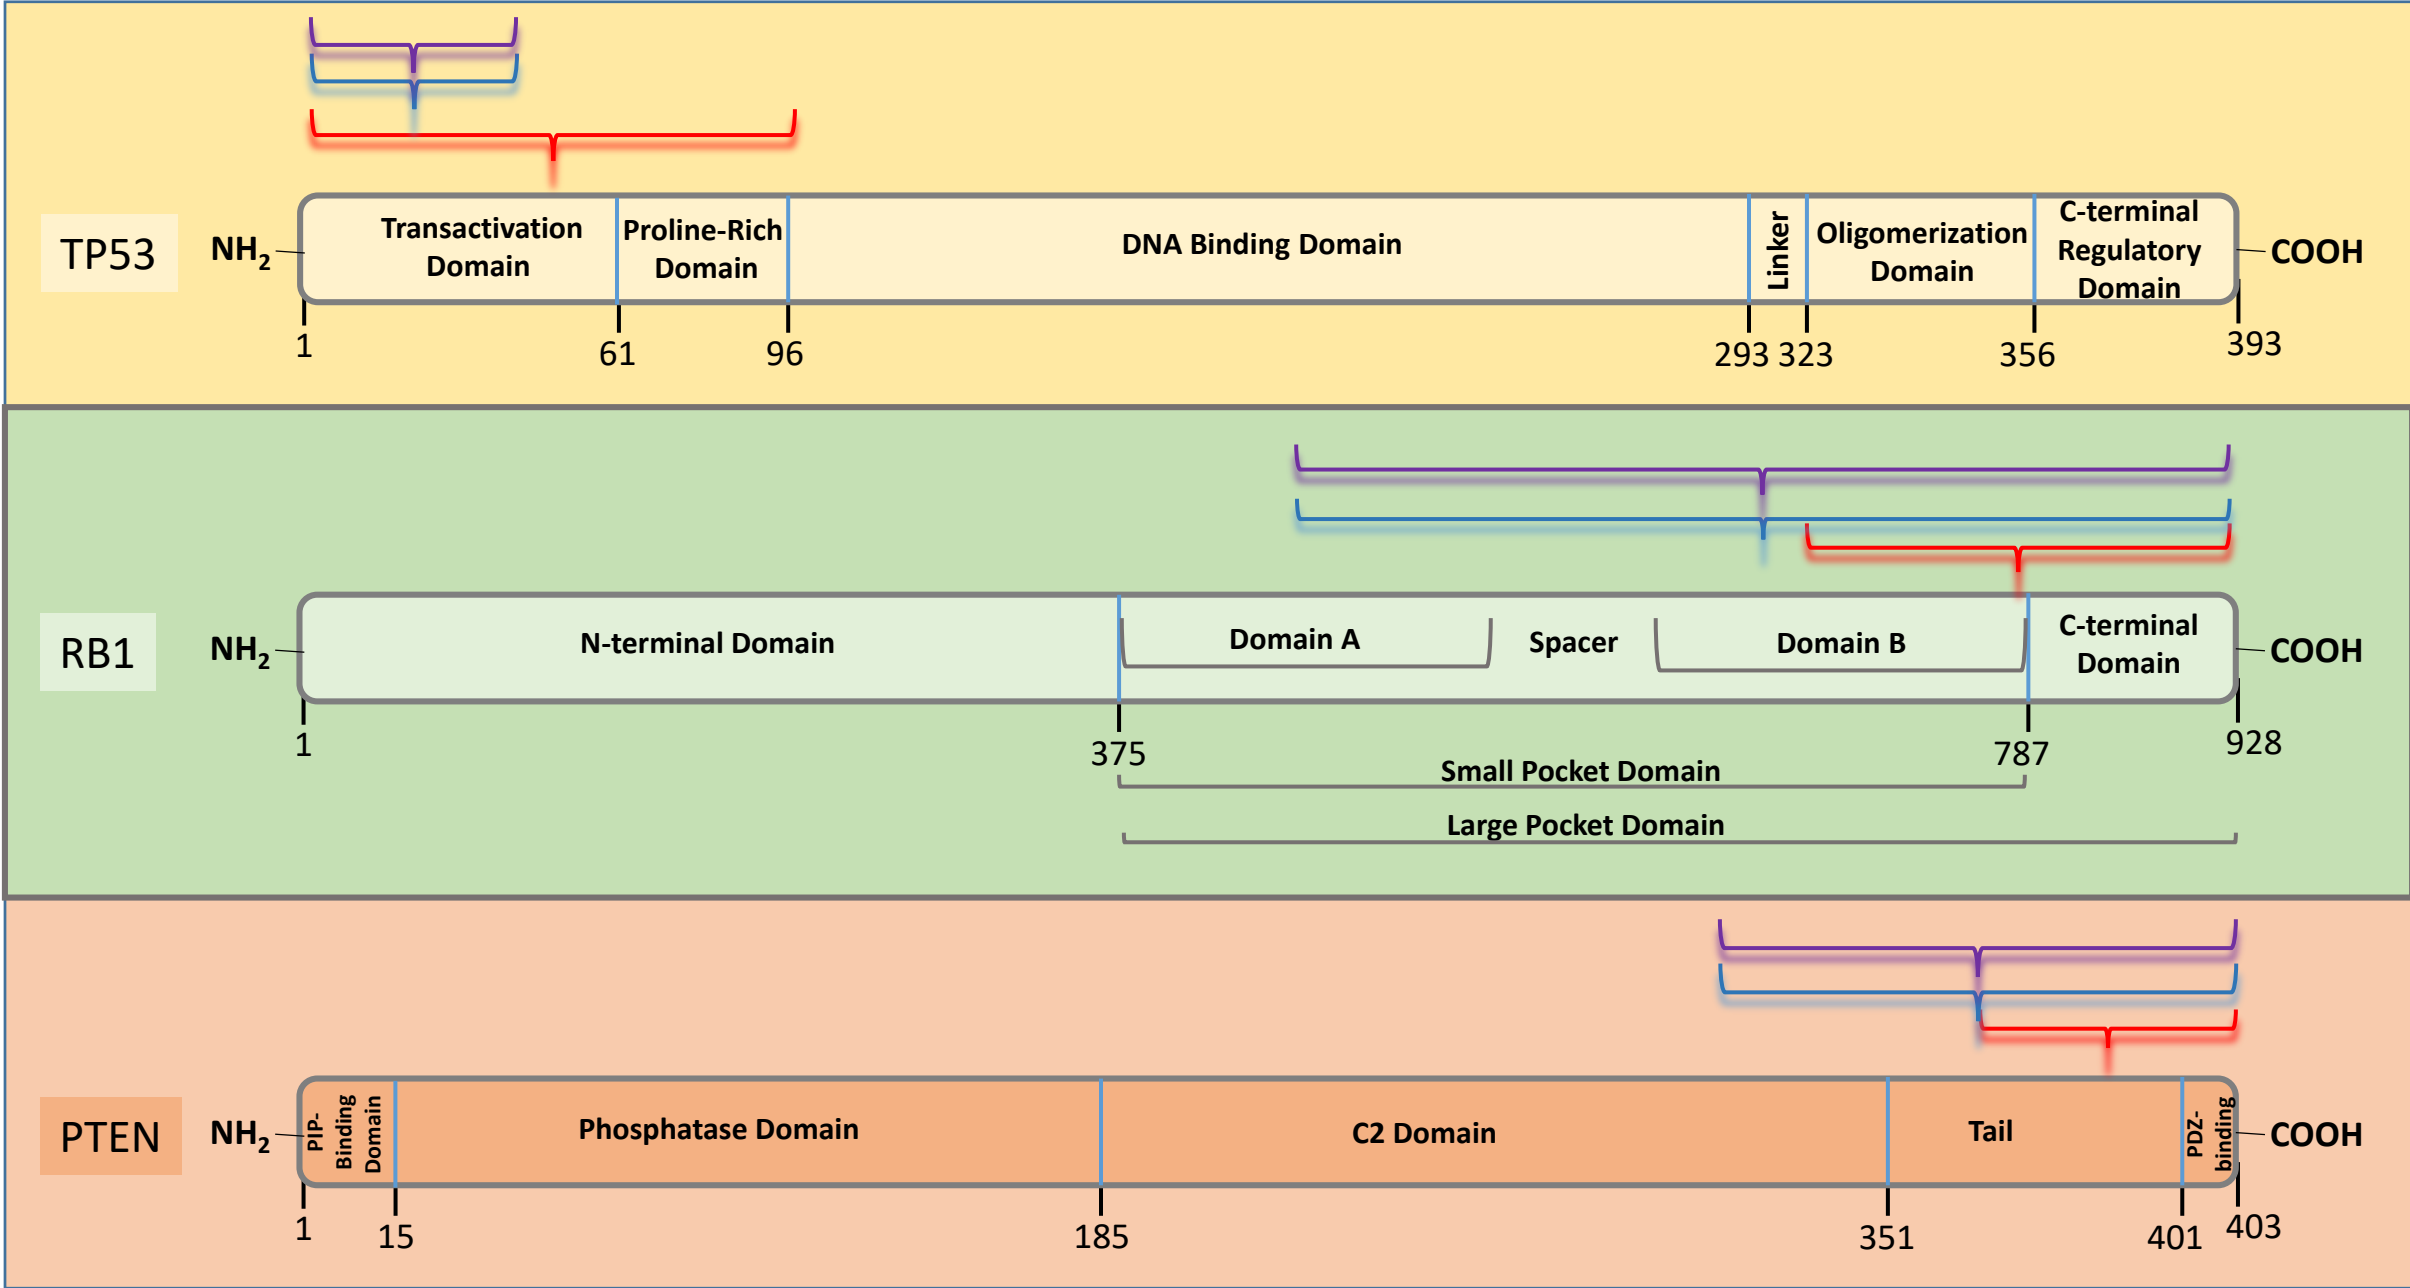 TP53
NH2
Transactivation
Domain
Proline-Rich
Domain
DNA Binding Domain
Linker
Oligomerization
Domain
C-terminal
Regulatory
Domain
COOH
1
61
96
293
323
356
393
RB1
NH2
N-terminal Domain
Domain A
Spacer
Domain B
C-terminal
Domain
COOH
1
375
787
928
Small Pocket Domain
Large Pocket Domain
PTEN
NH2
PIP-
Binding
Domain
Phosphatase Domain
C2 Domain
Tail
PDZ-
binding
COOH
1
15
185
351
401
403